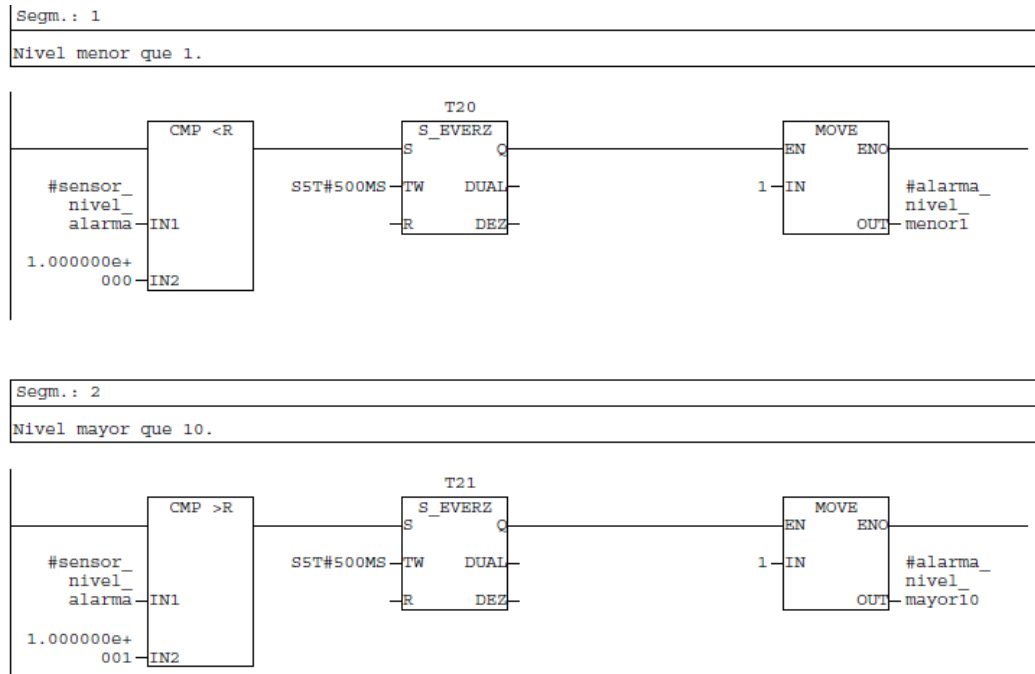 Segm.: 1
Nivel menor que 1.
T20
CMP <R
S_EVERZ
MOVE
S Q
EN ENO
#sensor_
nivel_
alarma IN1
S5T#500MS TW DUAL
1 IN
#alarma_
nivel_
OUT menor1
R DEZ
1.000000e+
000 IN2
Segm.: 2
Nivel mayor que 10.
T21
CMP >R
S_EVERZ
MOVE
S Q
EN ENO
#sensor_
nivel_
alarma IN1
S5T#500MS TW DUAL
1 IN
#alarma_
nivel_
OUT mayor10
R DEZ
1.000000e+
001 IN2